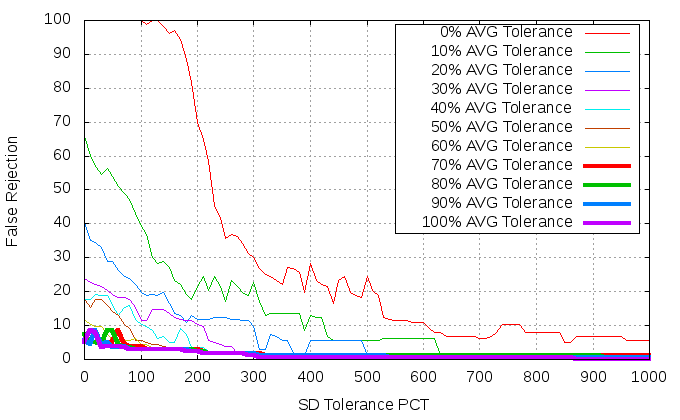 100
90
80
70
60
50
40
30
20
10
0
False Rejection
0% AVG Tolerance
10% AVG Tolerance
20% AVG Tolerance
30% AVG Tolerance
40% AVG Tolerance
50% AVG Tolerance
60% AVG Tolerance
70% AVG Tolerance
80% AVG Tolerance
90% AVG Tolerance
100% AVG Tolerance
0 100 200 300 400 500 600 700 800 900 1000
SD Tolerance PCT